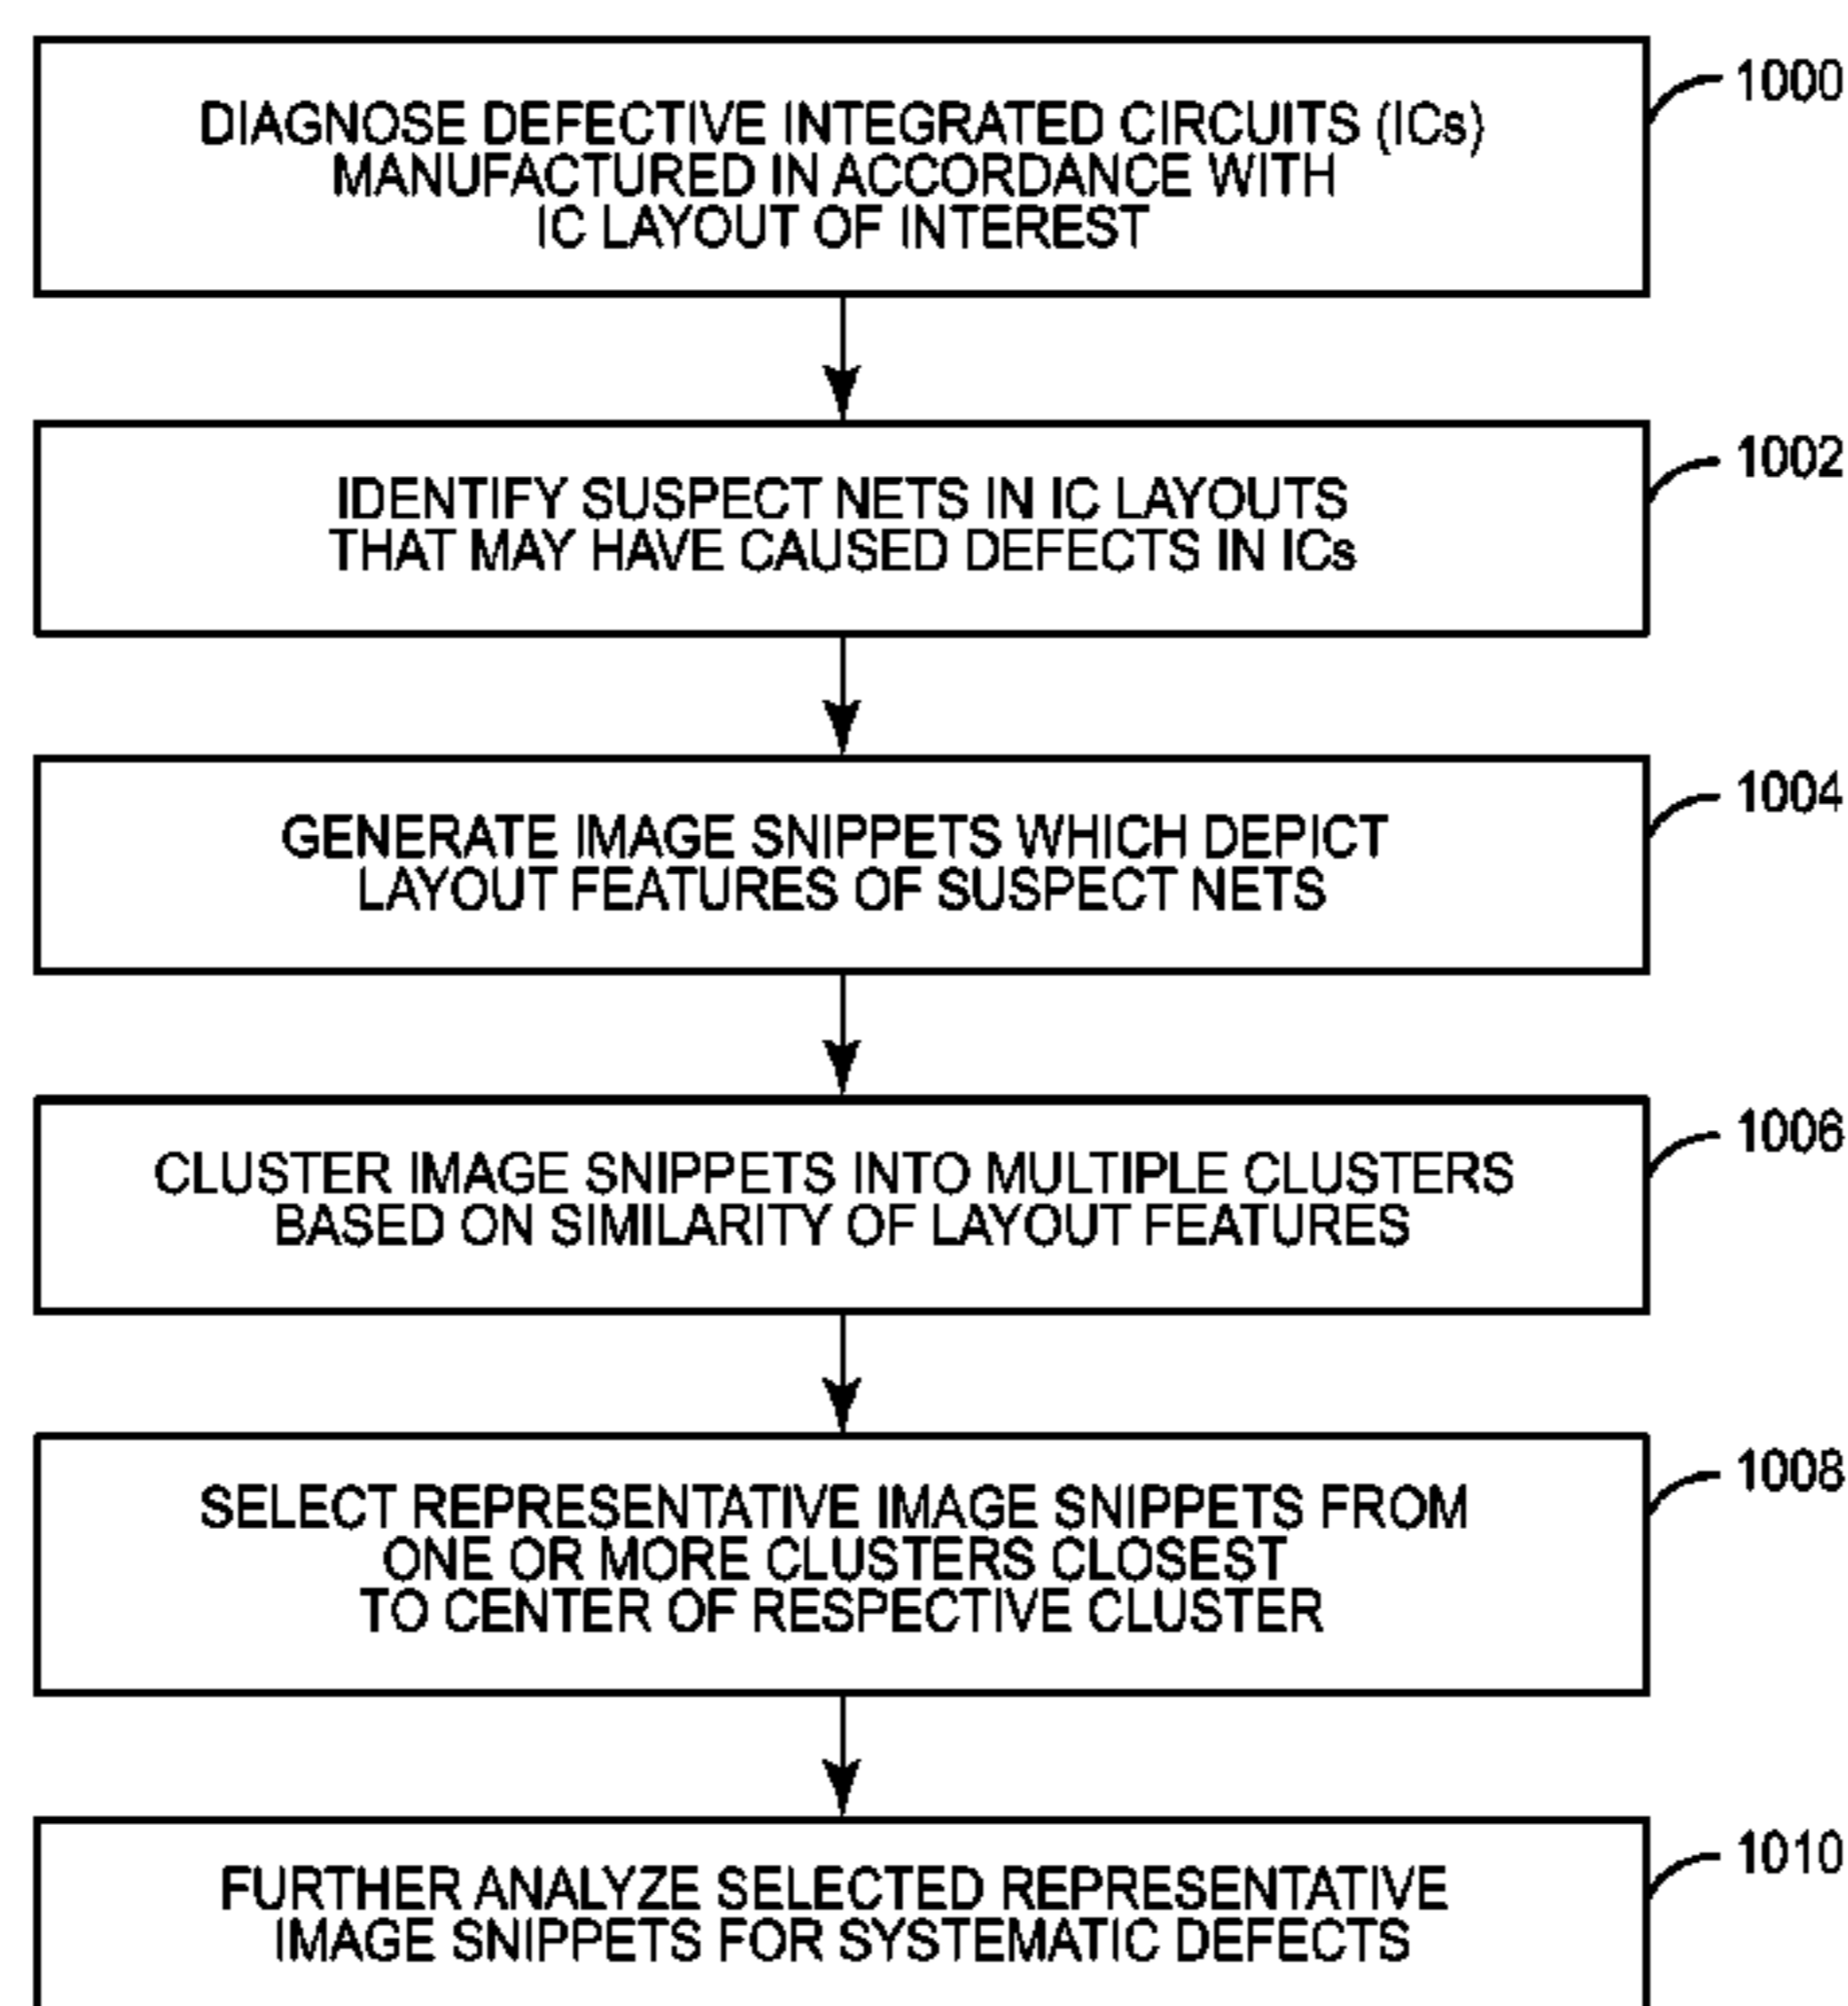 1000
DIAGNOSE DEFECTIVE INTEGRATED CIRCUITS (ICs)
MANUFACTURED IN ACCORDANCE WITH
IC LAYOUT OF INTEREST
1002
IDENTIFY SUSPECT NETS IN IC LAYOUTS
THAT MAY HAVE CAUSED DEFECTS IN ICs
1004
GENERATE IMAGE SNIPPETS WHICH DEPICT
LAYOUT FEATURES OF SUSPECT NETS
1006
CLUSTER IMAGE SNIPPETS INTO MULTIPLE CLUSTERS
BASED ON SIMILARITY OF LAYOUT FEATURES
1008
SELECT REPRESENTATIVE IMAGE SNIPPETS FROM
ONE OR MORE CLUSTERS CLOSEST
TO CENTER OF RESPECTIVE CLUSTER
1010
FURTHER ANALYZE SELECTED REPRESENTATIVE
IMAGE SNIPPETS FOR SYSTEMATIC DEFECTS